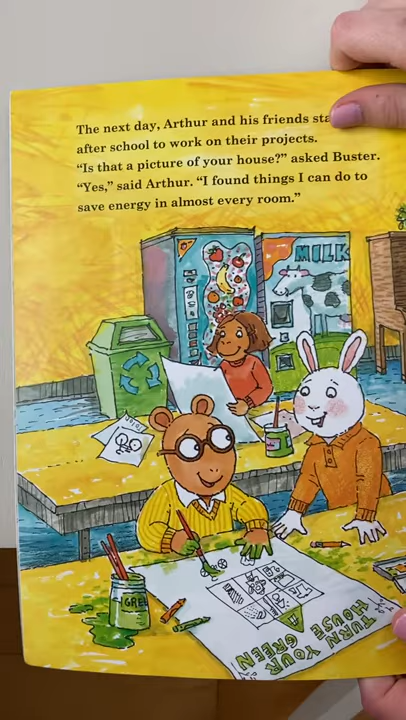 The next day, Arthur and his friends
after school to work on their projects.
“Is that a picture of your house?” asked Buster.
“Yes,” said Arthur. “I found things I can do to
save energy in almost every room.”
MILK
GREE
TURN YOUR
HOUSE
GREEN